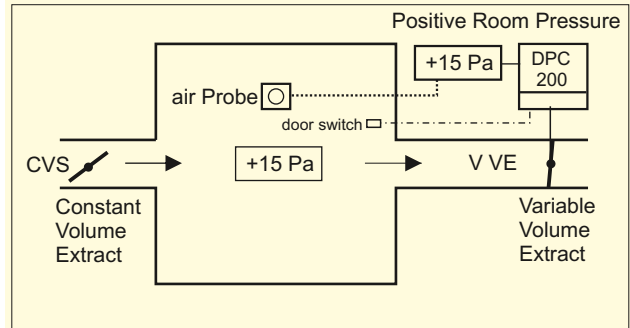 Positive Room Pressure
+15 Pa
DPC
200
air Probe
door switch
CVS
+15 Pa
V VE
Constant
Volume
Extract
Variable
Volume
Extract